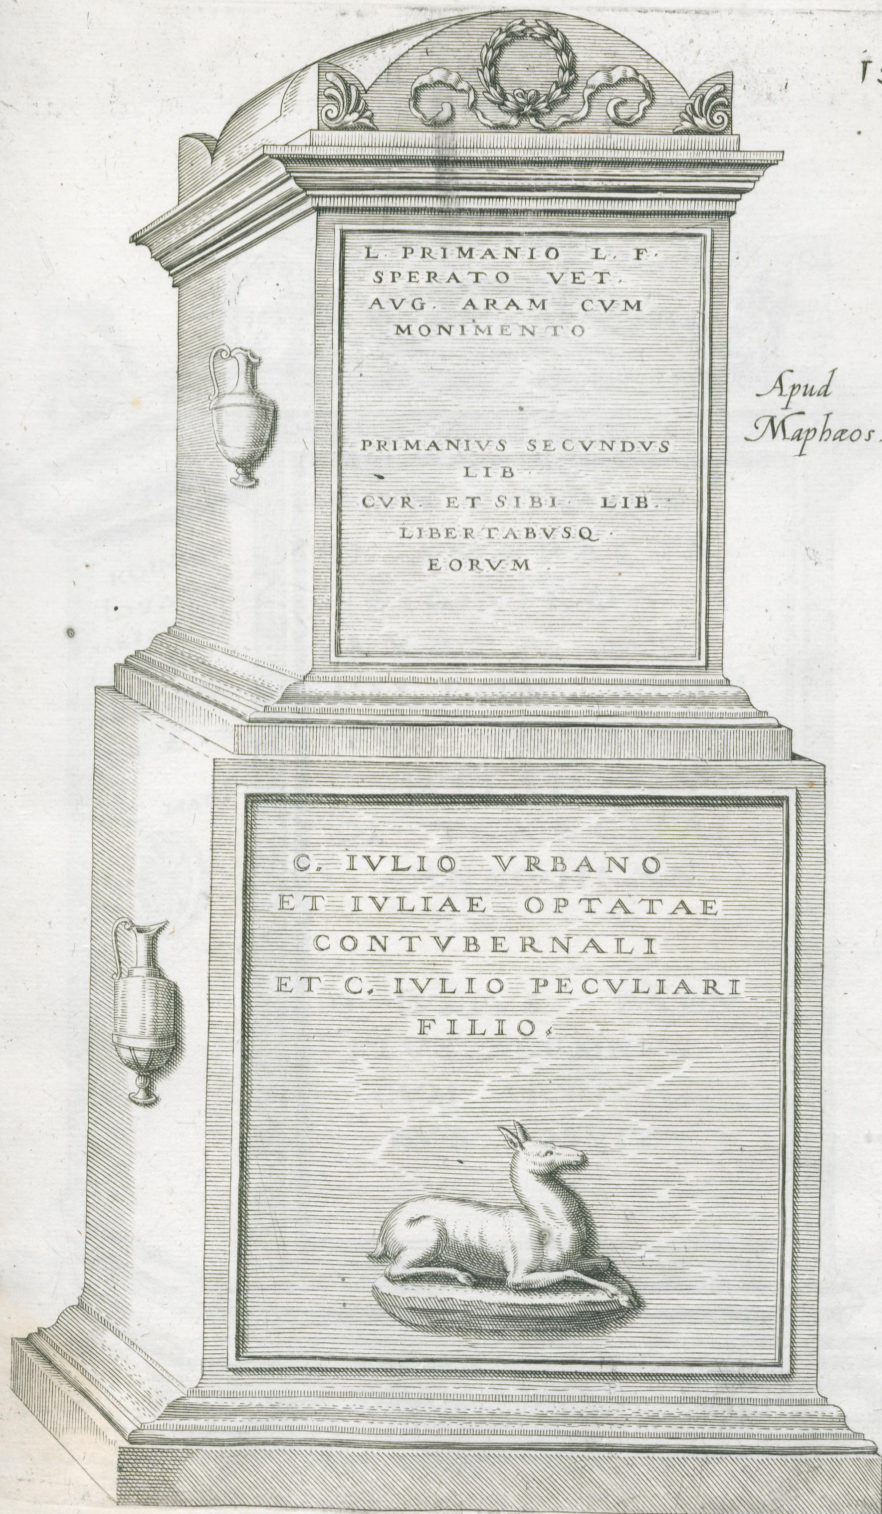 L. PRIMANIO L. F.
SPERATO VET.
AVG. ARAM CVM
MONIMENTO
PRIMANIVS SECVNDVS
LIB
CVR. ET SIBI. LIB.
LIBERTABVSQ.
EORVM
Apud
Maphæos.
C. IVLIO VRBANO
ET IVLIAE OPTATAE
CONTVBERNALI
ET C. IVLIO PECVLIARI
FILIO.